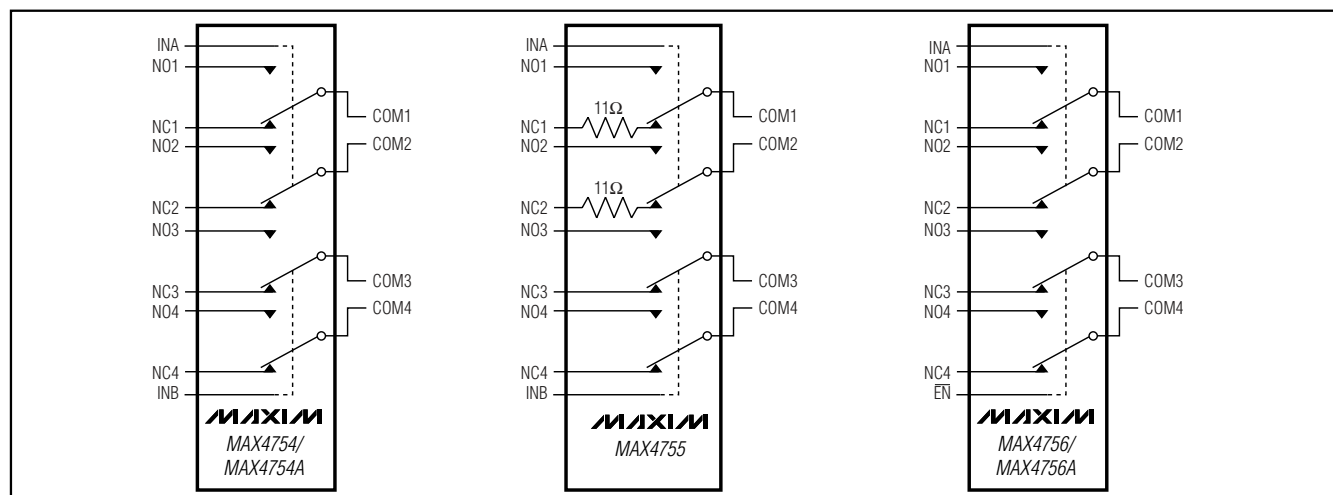 INA
NO1
NC1
NO2
NC2
NO3
NC3
NO4
NC4
INB
COM1
COM2
COM3
COM4
MAXIM
MAX4754/
MAX4754A
INA
NO1
11Ω
NC1
NO2
11Ω
NC2
NO3
NC3
NO4
NC4
INB
COM1
COM2
COM3
COM4
MAXIM
MAX4755
INA
NO1
NC1
NO2
NC2
NO3
NC3
NO4
NC4
E̅N̅
COM1
COM2
COM3
COM4
MAXIM
MAX4756/
MAX4756A